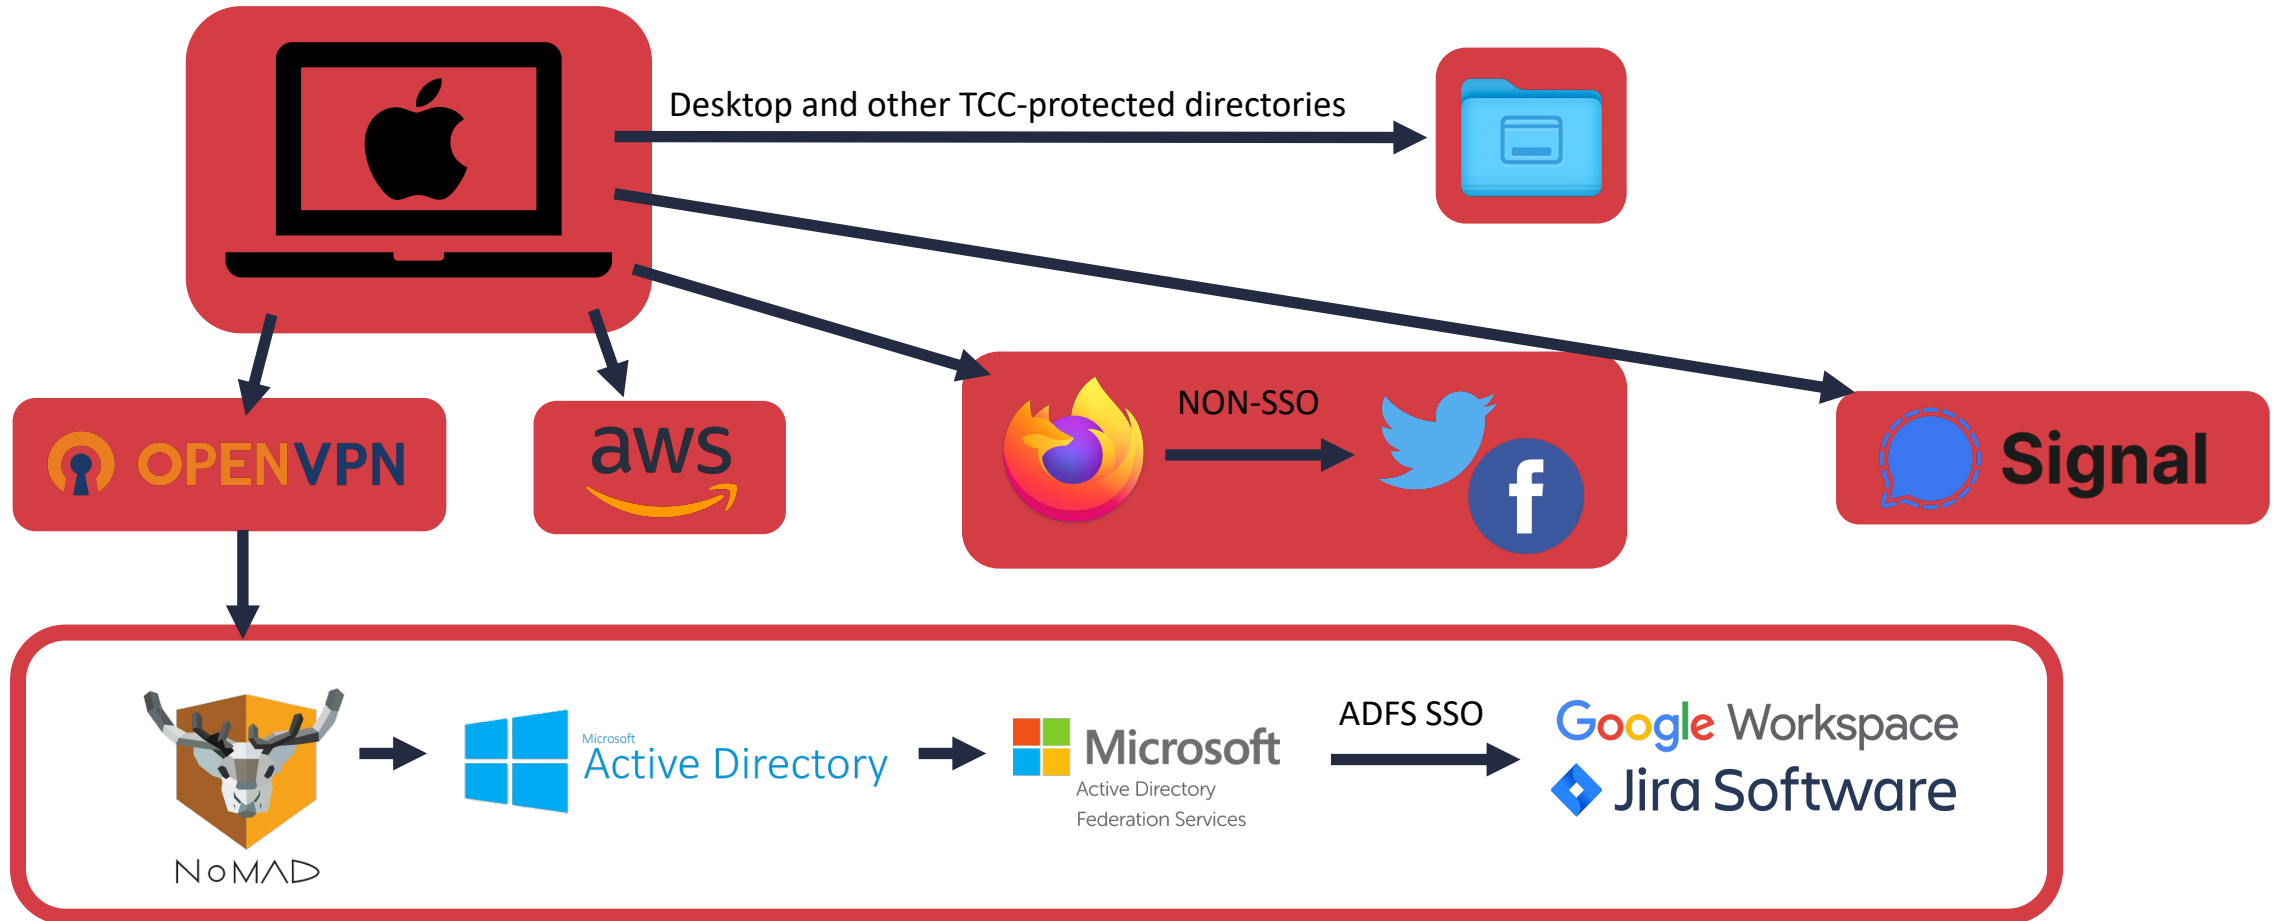 Desktop and other TCC-protected directories
OPENVPN
aws
NON-SSO
f
Signal
NoMAD
Microsoft
Active Directory
Microsoft
Active Directory
Federation Services
ADFS SSO
Google Workspace
Jira Software